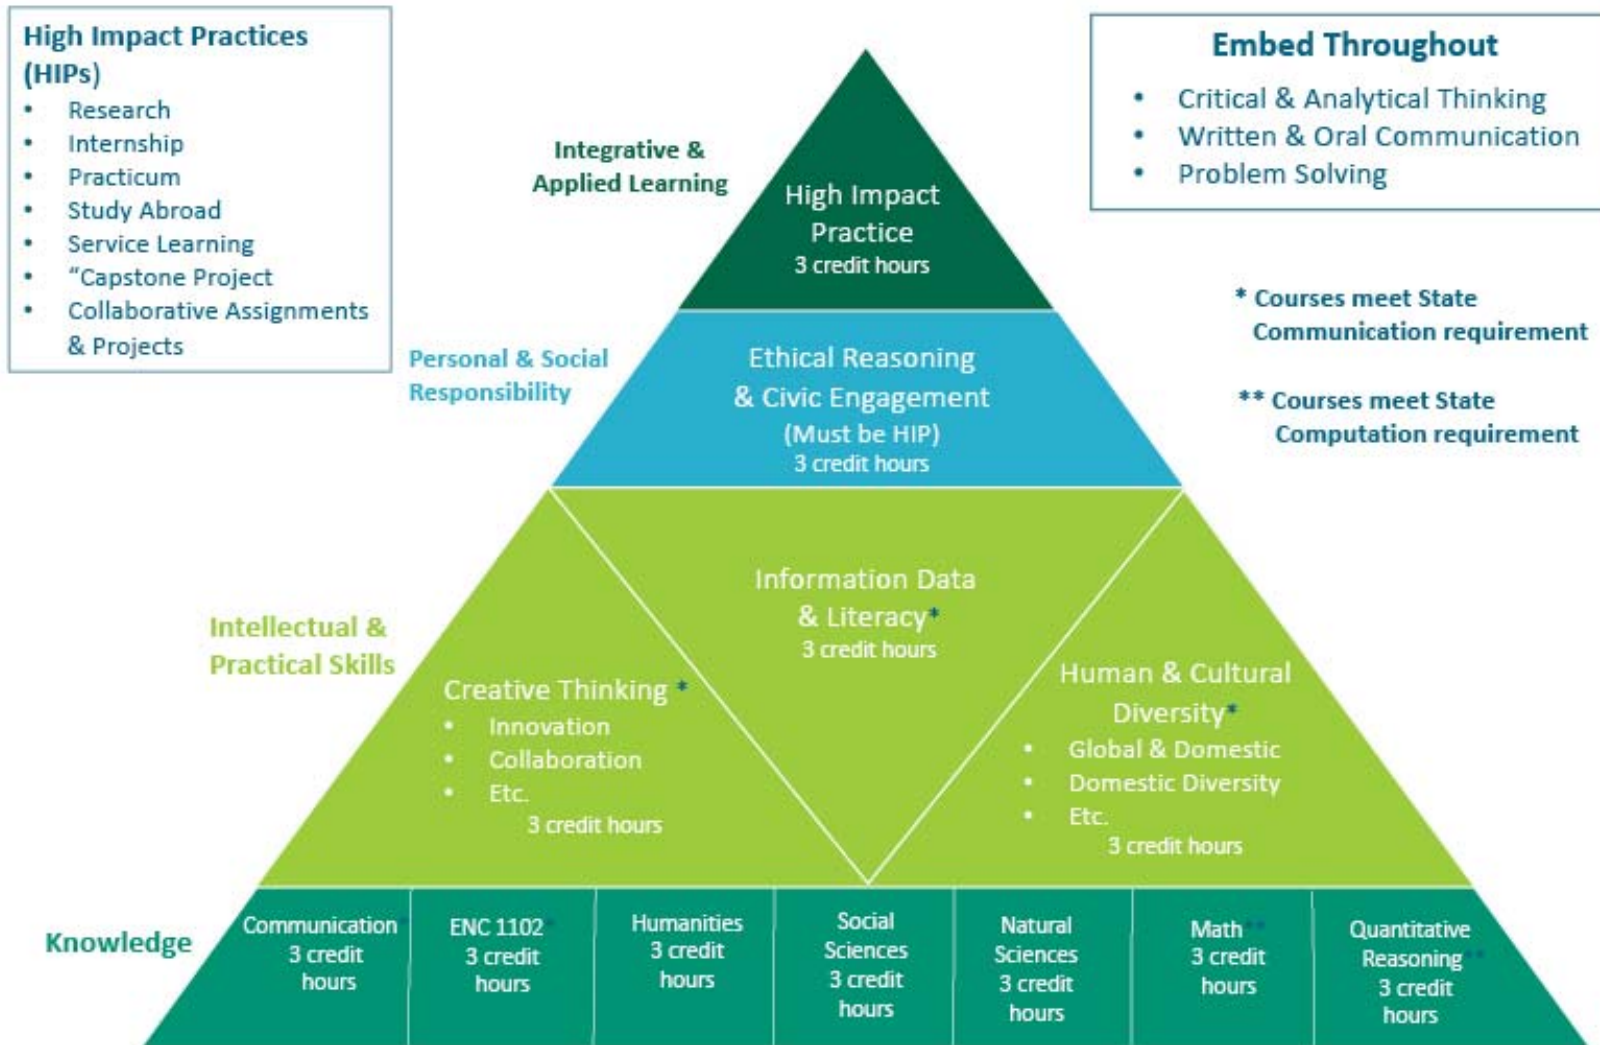 High Impact Practices
(HIPs)
• Research
• Internship
• Practicum
• Study Abroad
• Service Learning
• “Capstone Project
• Collaborative Assignments
& Projects
Embed Throughout
• Critical & Analytical Thinking
• Written & Oral Communication
• Problem Solving
* Courses meet State
Communication requirement
** Courses meet State
Computation requirement
Integrative &
Applied Learning
High Impact
Practice
3 credit hours
Personal & Social
Responsibility
Ethical Reasoning
& Civic Engagement
(Must be HIP)
3 credit hours
Intellectual &
Practical Skills
Creative Thinking *
• Innovation
• Collaboration
• Etc.
3 credit hours
Information Data
& Literacy*
3 credit hours
Human & Cultural
Diversity*
• Global & Domestic
• Domestic Diversity
• Etc.
3 credit hours
Knowledge
Communication*
3 credit
hours
ENC 1102*
3 credit
hours
Humanities
3 credit
hours
Social
Sciences
3 credit
hours
Natural
Sciences
3 credit
hours
Math**
3 credit
hours
Quantitative
Reasoning**
3 credit
hours